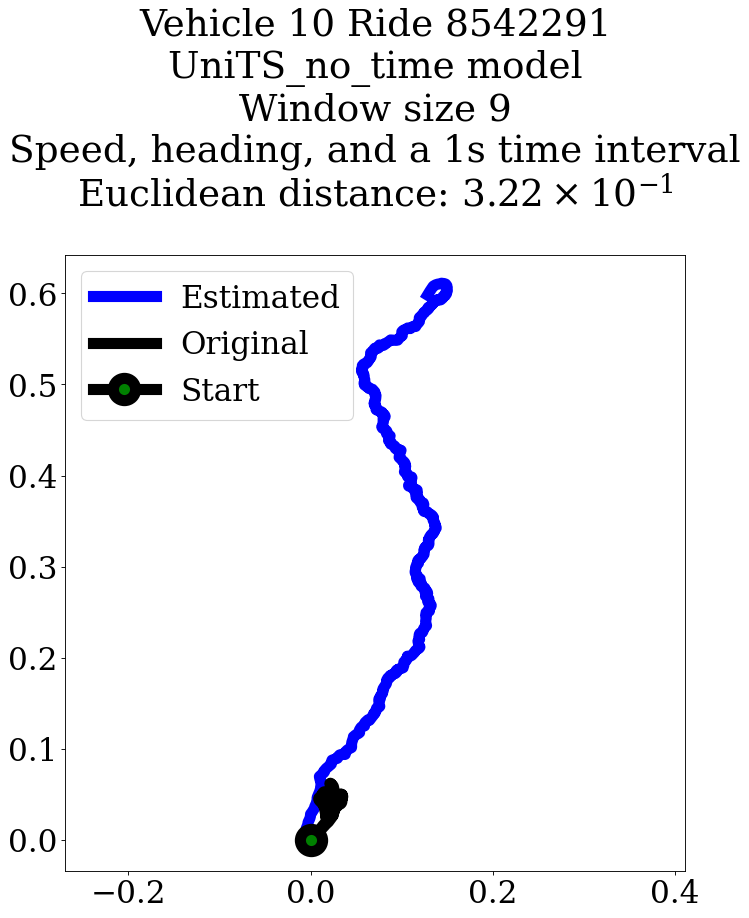 Vehicle 10 Ride 8542291
UniTS_no_time model
Window size 9
Speed, heading, and a 1s time interval
Euclidean distance: $3.22 \times 10^{-1}$
Estimated
Original
Start
0.6
0.5
0.4
0.3
0.2
0.1
0.0
−0.2 0.0 0.2 0.4